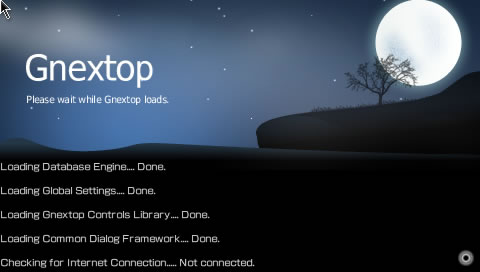 Gnextop
Please wait while Gnextop loads.
Loading Database Engine.... Done.
Loading Global Settings.... Done.
Loading Gnextop Controls Library.... Done.
Loading Common Dialog Framework.... Done.
Checking for Internet Connection..... Not connected.